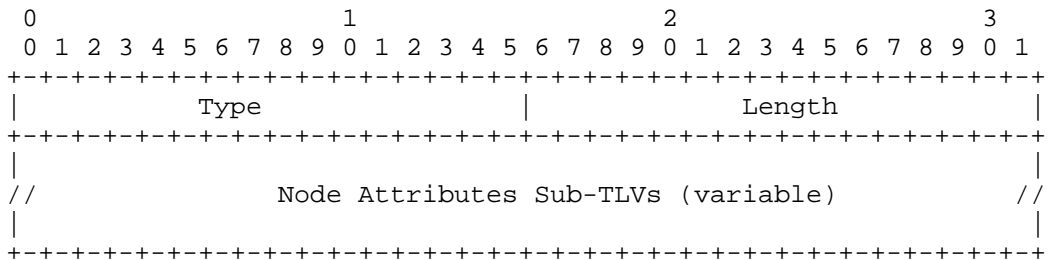 0                   1                   2                   3
 0 1 2 3 4 5 6 7 8 9 0 1 2 3 4 5 6 7 8 9 0 1 2 3 4 5 6 7 8 9 0 1
+-+-+-+-+-+-+-+-+-+-+-+-+-+-+-+-+-+-+-+-+-+-+-+-+-+-+-+-+-+-+-+-+
|           Type                |             Length            |
+-+-+-+-+-+-+-+-+-+-+-+-+-+-+-+-+-+-+-+-+-+-+-+-+-+-+-+-+-+-+-+-+
|                                                               |
//               Node Attributes Sub-TLVs (variable)           //
|                                                               |
+-+-+-+-+-+-+-+-+-+-+-+-+-+-+-+-+-+-+-+-+-+-+-+-+-+-+-+-+-+-+-+-+